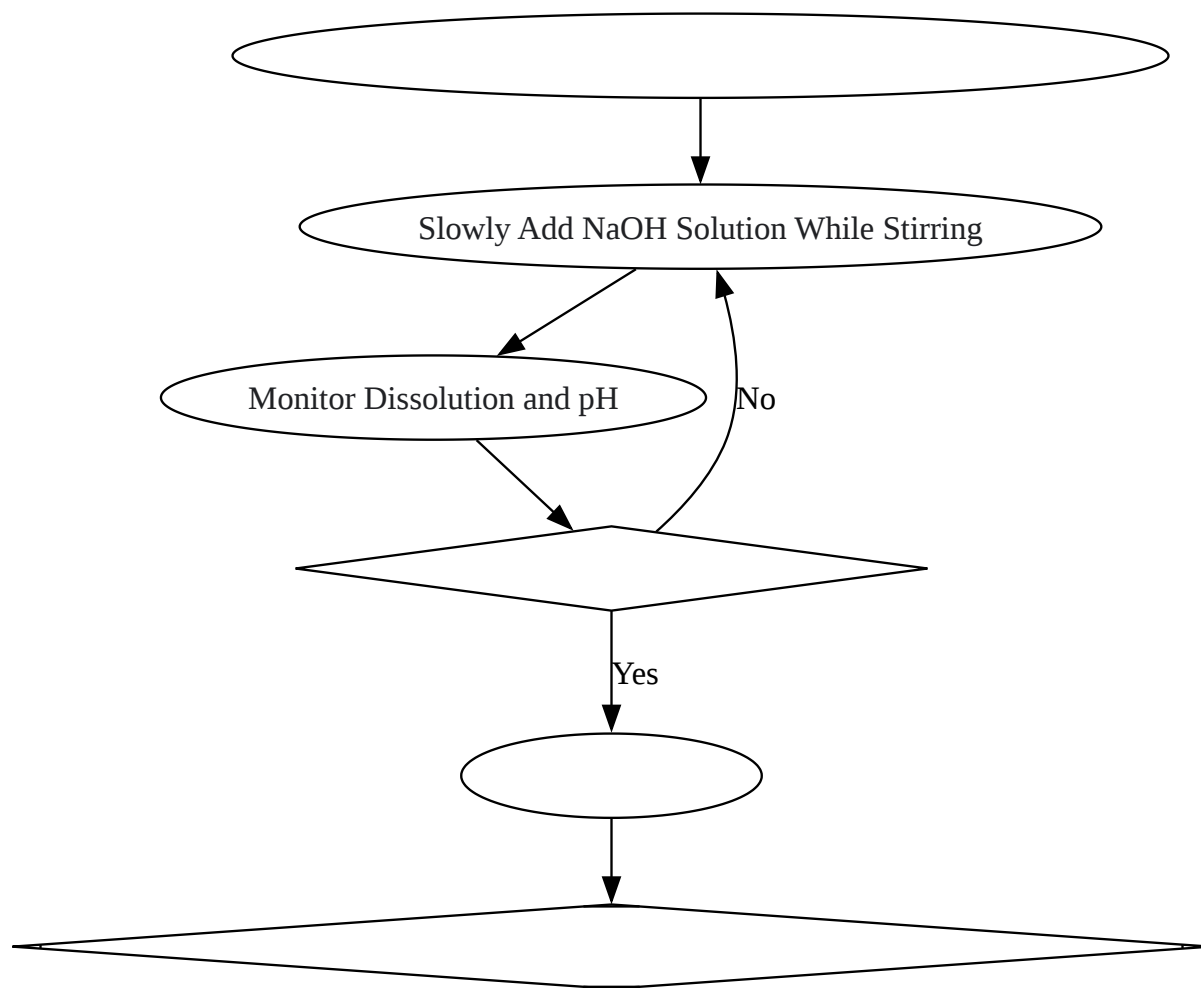 Slowly Add NaOH Solution While Stirring
Monitor Dissolution and pH
No
Yes